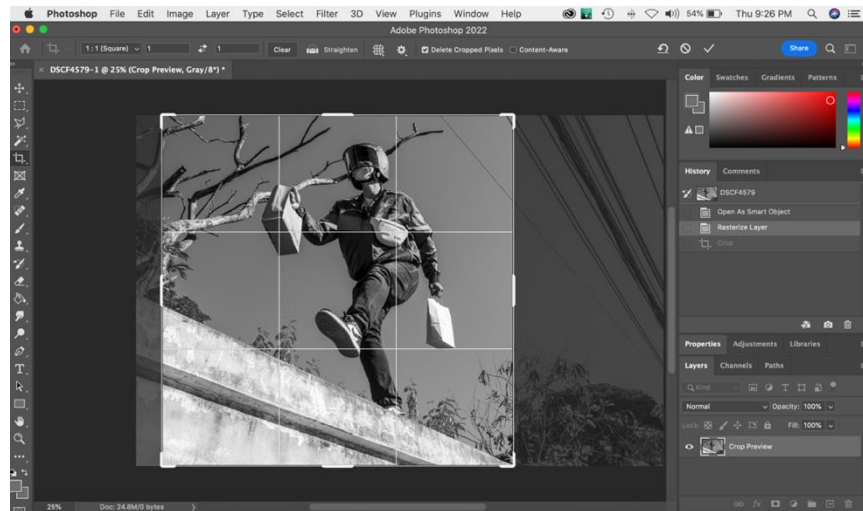 Photoshop File Edit Image Layer Type Select Filter 3D View Plugins Window Help 54% Thu 9:26 PM
Adobe Photoshop 2022
1:1 (Square) 1 1 Clear Straighten Delete Cropped Pixels Content-Aware Share
× DSCF4579-1 @ 25% (Crop Preview, Gray/8*) *
Color Swatches Gradients Patterns
History Comments
DSCF4579
Open As Smart Object
Rasterize Layer
Crop
Properties Adjustments Libraries
Layers Channels Paths
Kind
Normal Opacity: 100%
Lock: Fill: 100%
Crop Preview
25% Doc: 24.8M/0 bytes